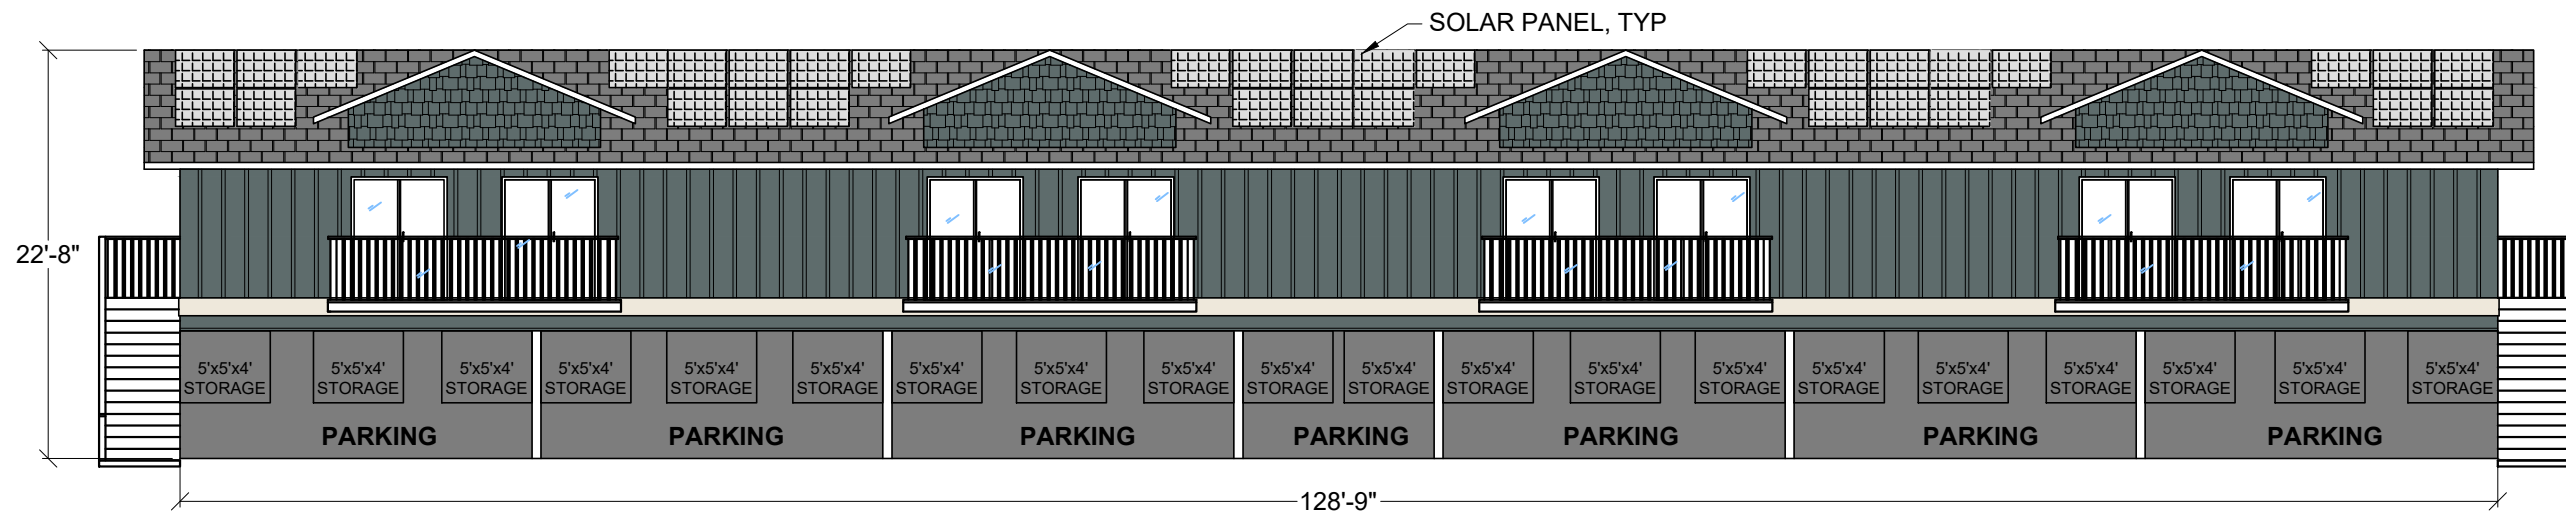 SOLAR PANEL, TYP
22'-8"
5'x5'x4' 5'x5'x4' 5'x5'x4' 5'x5'x4' 5'x5'x4' 5'x5'x4' 5'x5'x4' 5'x5'x4' 5'x5'x4' 5'x5'x4' 5'x5'x4' 5'x5'x4' 5'x5'x4' 5'x5'x4' 5'x5'x4' 5'x5'x4' 5'x5'x4' 5'x5'x4' 5'x5'x4' 5'x5'x4'
STORAGE STORAGE STORAGE STORAGE STORAGE STORAGE STORAGE STORAGE STORAGE STORAGE STORAGE STORAGE STORAGE STORAGE STORAGE STORAGE STORAGE STORAGE STORAGE STORAGE
PARKING PARKING PARKING PARKING PARKING PARKING PARKING
128'-9"